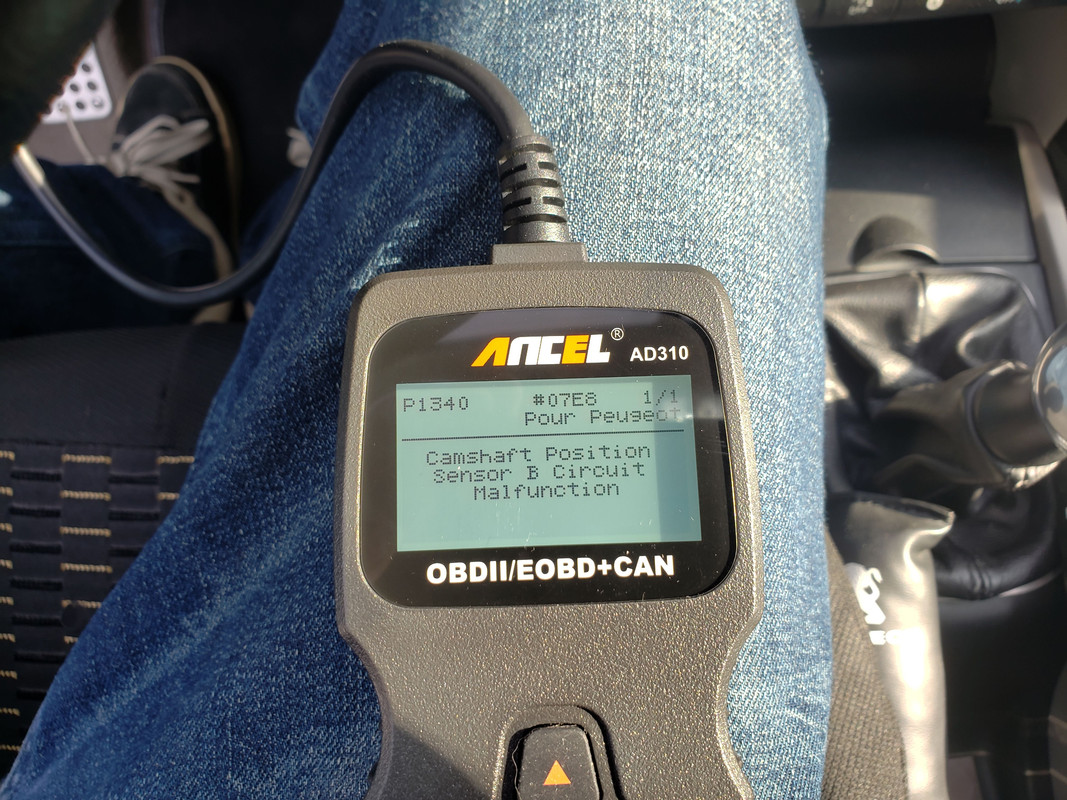 ANCEL® AD310
P1340 #07E8 1/1
Pour Peugeot
Camshaft Position
Sensor B Circuit
Malfunction
OBDII/EOBD+CAN